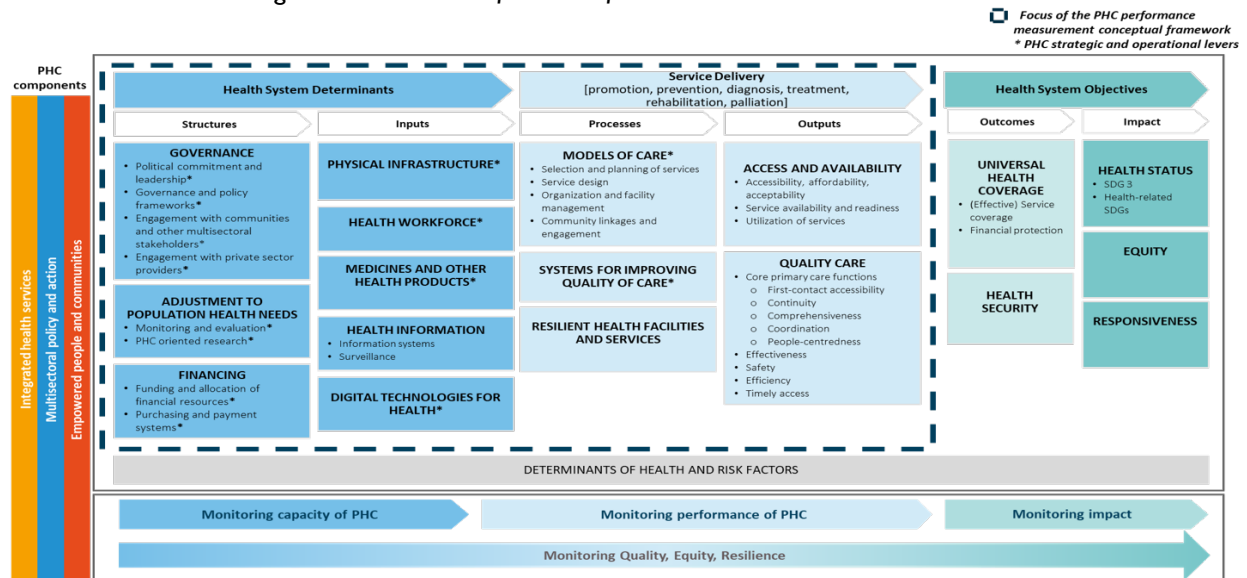 Focus of the PHC performance
measurement conceptual framework
* PHC strategic and operational levers
PHC
components
Integrated health services
Multisectoral policy and action
Empowered people and communities
Health System Determinants
Service Delivery
[promotion, prevention, diagnosis, treatment,
rehabilitation, palliation]
Health System Objectives
Structures
Inputs
Processes
Outputs
Outcomes
Impact
GOVERNANCE
• Political commitment and
leadership*
• Governance and policy
frameworks*
• Engagement with communities
and other multisectoral
stakeholders*
• Engagement with private sector
providers*
ADJUSTMENT TO
POPULATION HEALTH NEEDS
• Monitoring and evaluation*
• PHC oriented research*
FINANCING
• Funding and allocation of
financial resources*
• Purchasing and payment
systems*
PHYSICAL INFRASTRUCTURE*
HEALTH WORKFORCE*
MEDICINES AND OTHER
HEALTH PRODUCTS*
HEALTH INFORMATION
• Information systems
• Surveillance
DIGITAL TECHNOLOGIES FOR
HEALTH*
MODELS OF CARE*
• Selection and planning of services
• Service design
• Organization and facility
management
• Community linkages and
engagement
SYSTEMS FOR IMPROVING
QUALITY OF CARE*
RESILIENT HEALTH FACILITIES
AND SERVICES
ACCESS AND AVAILABILITY
• Accessibility, affordability,
acceptability
• Service availability and readiness
• Utilization of services
QUALITY CARE
• Core primary care functions
o First-contact accessibility
o Continuity
o Comprehensiveness
o Coordination
o People-centredness
• Effectiveness
• Safety
• Efficiency
• Timely access
UNIVERSAL
HEALTH
COVERAGE
• (Effective) Service
coverage
• Financial protection
HEALTH
SECURITY
HEALTH STATUS
• SDG 3
• Health-related
SDGs
EQUITY
RESPONSIVENESS
DETERMINANTS OF HEALTH AND RISK FACTORS
Monitoring capacity of PHC
Monitoring performance of PHC
Monitoring impact
Monitoring Quality, Equity, Resilience